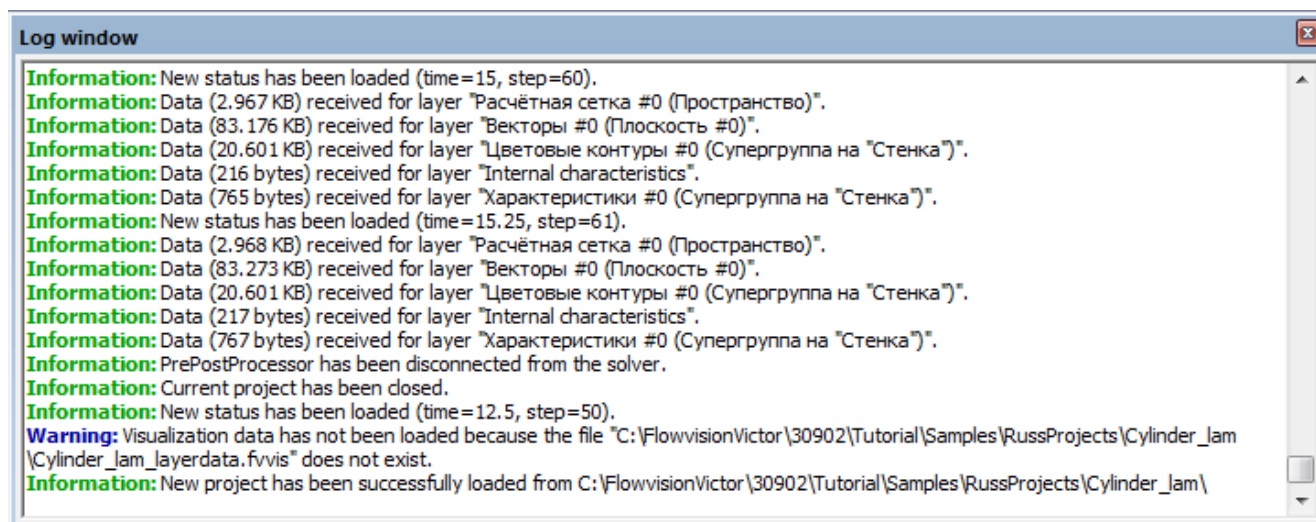 Log window
Information: New status has been loaded (time=15, step=60).
Information: Data (2.967 KB) received for layer "Расчётная сетка #0 (Пространство)".
Information: Data (83.176 KB) received for layer "Векторы #0 (Плоскость #0)".
Information: Data (20.601 KB) received for layer "Цветовые контуры #0 (Супергруппа на "Стенка")".
Information: Data (216 bytes) received for layer "Internal characteristics".
Information: Data (765 bytes) received for layer "Характеристики #0 (Супергруппа на "Стенка")".
Information: New status has been loaded (time=15.25, step=61).
Information: Data (2.968 KB) received for layer "Расчётная сетка #0 (Пространство)".
Information: Data (83.273 KB) received for layer "Векторы #0 (Плоскость #0)".
Information: Data (20.601 KB) received for layer "Цветовые контуры #0 (Супергруппа на "Стенка")".
Information: Data (217 bytes) received for layer "Internal characteristics".
Information: Data (767 bytes) received for layer "Характеристики #0 (Супергруппа на "Стенка")".
Information: PrePostProcessor has been disconnected from the solver.
Information: Current project has been closed.
Information: New status has been loaded (time=12.5, step=50).
Warning: Visualization data has not been loaded because the file "C:\FlowvisionVictor\30902\Tutorial\Samples\RussProjects\Cylinder_lam
\Cylinder_lam_layerdata.fvvis" does not exist.
Information: New project has been successfully loaded from C:\FlowvisionVictor\30902\Tutorial\Samples\RussProjects\Cylinder_lam\